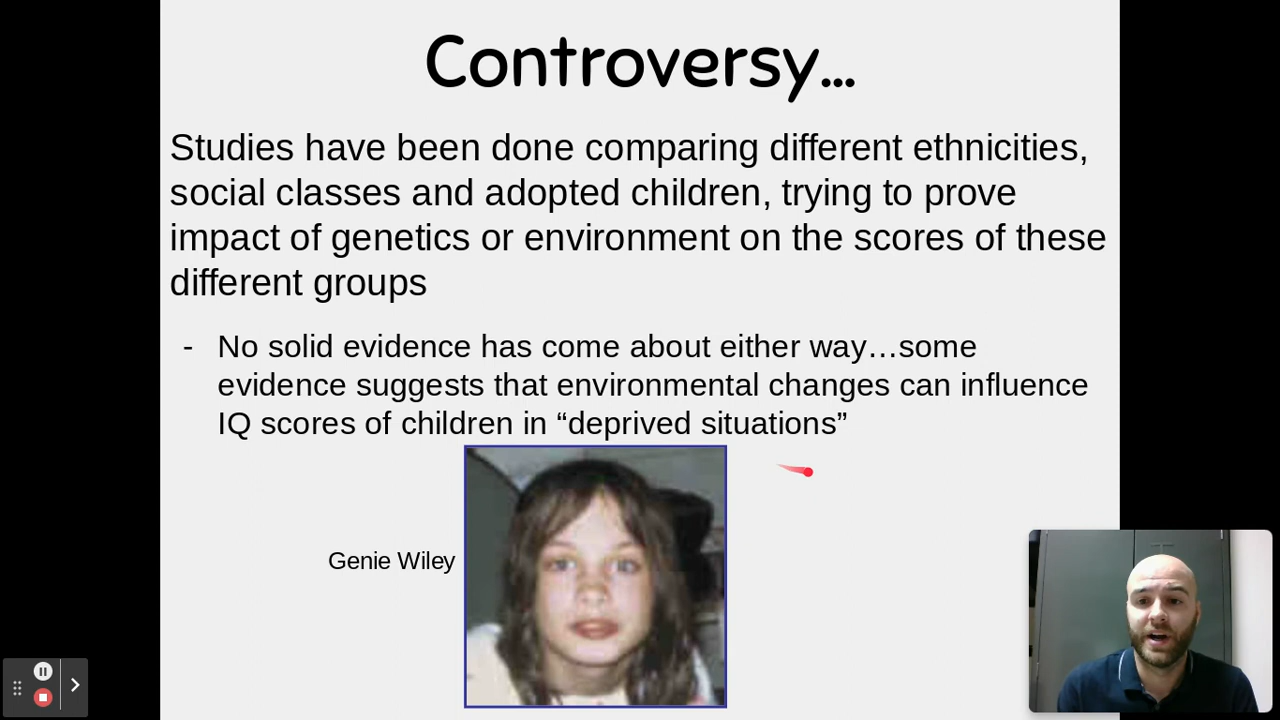 Controversy...
Studies have been done comparing different ethnicities,
social classes and adopted children, trying to prove
impact of genetics or environment on the scores of these
different groups
- No solid evidence has come about either way…some
evidence suggests that environmental changes can influence
IQ scores of children in “deprived situations”
Genie Wiley